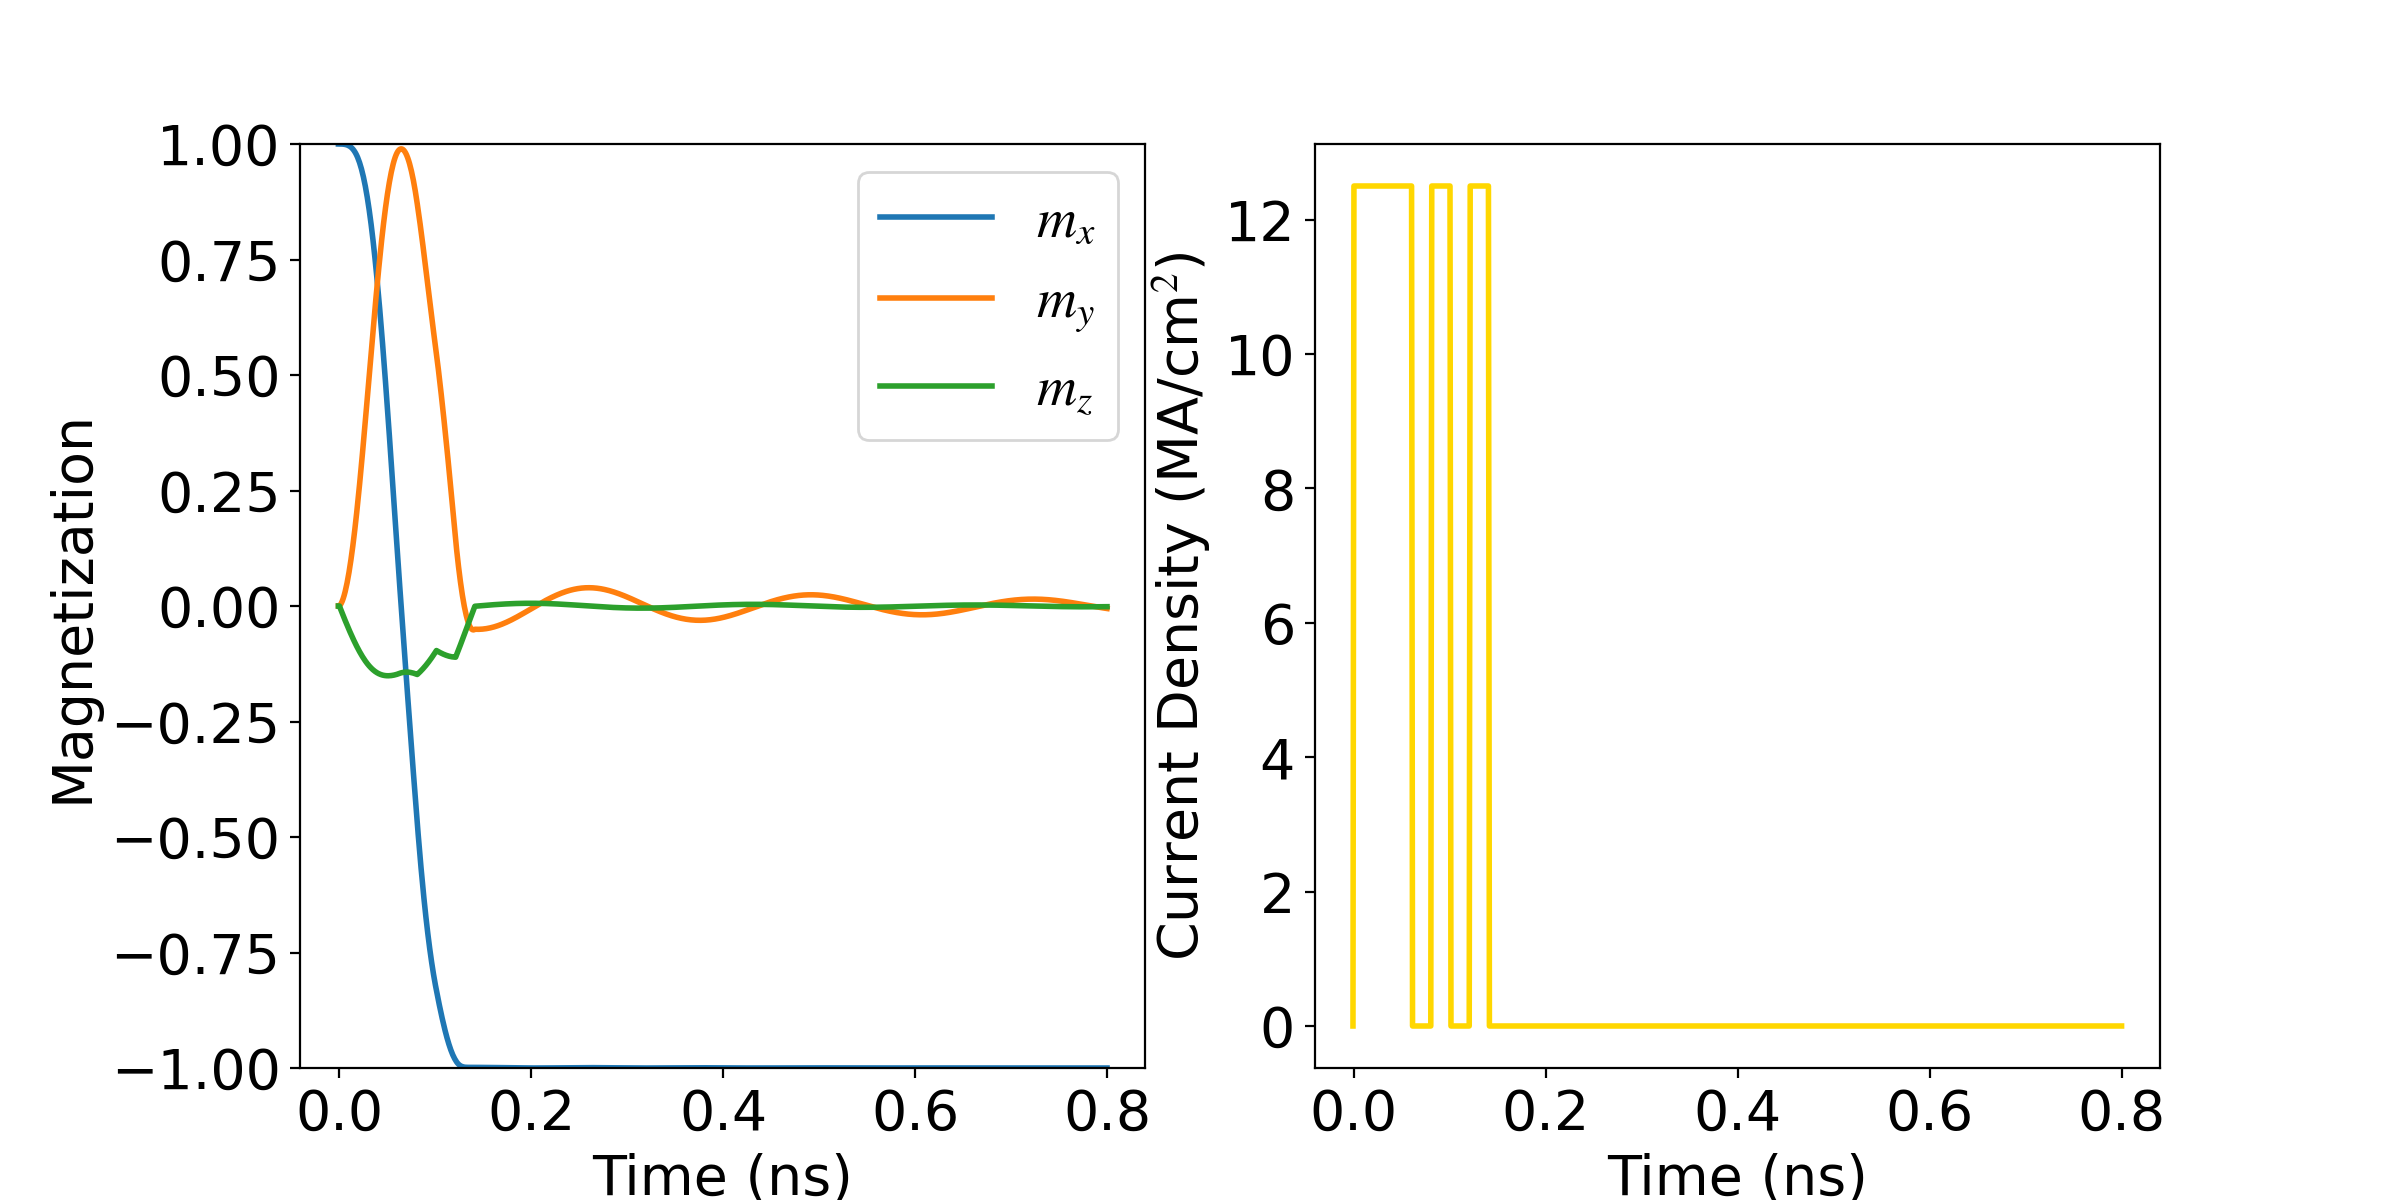 Magnetization
1.00
0.75
0.50
0.25
0.00
−0.25
−0.50
−0.75
−1.00
0.0 0.2 0.4 0.6 0.8
Time (ns)
m_x
m_y
m_z
Current Density (MA/cm²)
12
10
8
6
4
2
0
0.0 0.2 0.4 0.6 0.8
Time (ns)